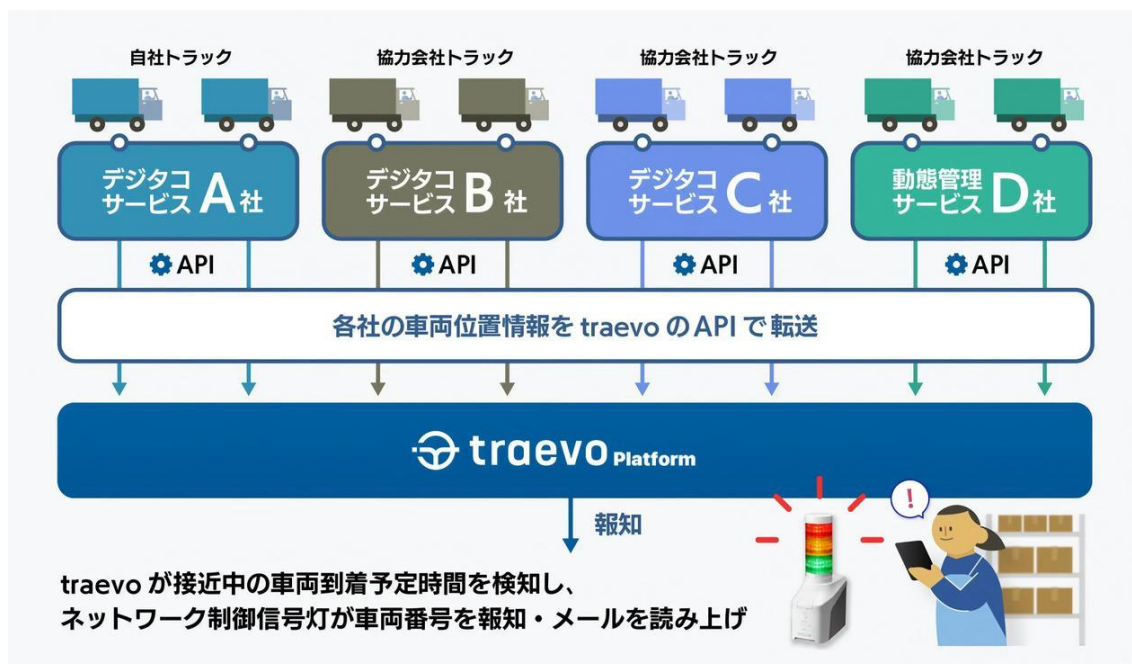 自社トラック
協力会社トラック
協力会社トラック
協力会社トラック
デジタコ
サービス A社
デジタコ
サービス B社
デジタコ
サービス C社
動態管理
サービス D社
API
API
API
API
各社の車両位置情報を traevo の API で転送
traevo Platform
報知
!
traevo が接近中の車両到着予定時間を検知し、
ネットワーク制御信号灯が車両番号を報知・メールを読み上げ